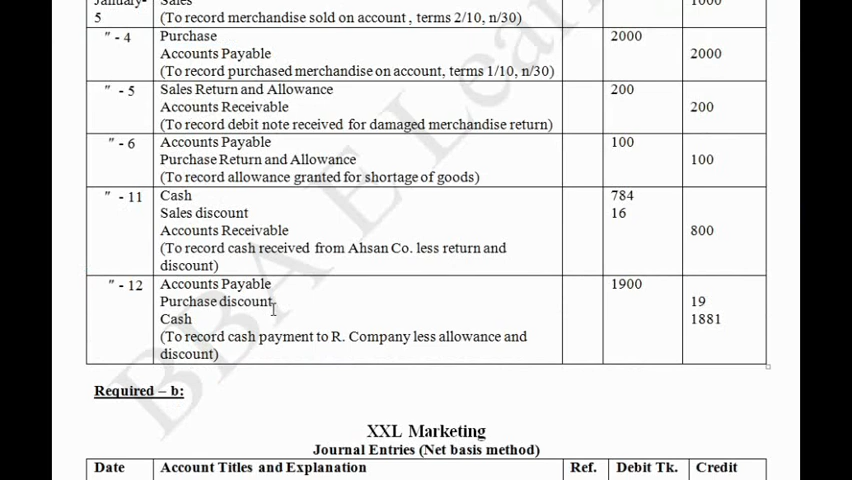 January- Sales 1000
5 (To record merchandise sold on account , terms 2/10, n/30)
" - 4 Purchase 2000
Accounts Payable 2000
(To record purchased merchandise on account, terms 1/10, n/30)
" - 5 Sales Return and Allowance 200
Accounts Receivable 200
(To record debit note received for damaged merchandise return)
" - 6 Accounts Payable 100
Purchase Return and Allowance 100
(To record allowance granted for shortage of goods)
" - 11 Cash 784
Sales discount 16
Accounts Receivable 800
(To record cash received from Ahsan Co. less return and
discount)
" - 12 Accounts Payable 1900
Purchase discount 19
Cash 1881
(To record cash payment to R. Company less allowance and
discount)
Required – b:
XXL Marketing
Journal Entries (Net basis method)
Date Account Titles and Explanation Ref. Debit Tk. Credit
BBA E Lear